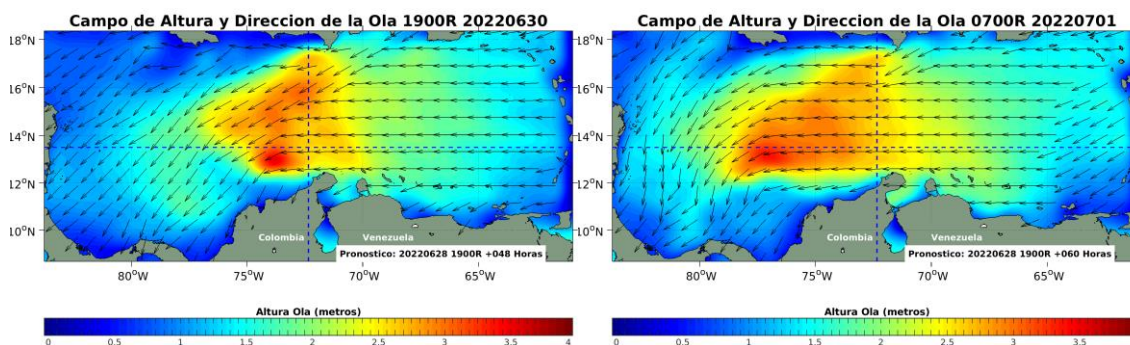 Campo de Altura y Direccion de la Ola 1900R 20220630
18°N
16°N
14°N
12°N
10°N
Colombia
Venezuela
Pronostico: 20220628 1900R +048 Horas
80°W
75°W
70°W
65°W
Altura Ola (metros)
0 0.5 1 1.5 2 2.5 3 3.5 4
Campo de Altura y Direccion de la Ola 0700R 20220701
18°N
16°N
14°N
12°N
10°N
Colombia
Venezuela
Pronostico: 20220628 1900R +060 Horas
80°W
75°W
70°W
65°W
Altura Ola (metros)
0 0.5 1 1.5 2 2.5 3 3.5